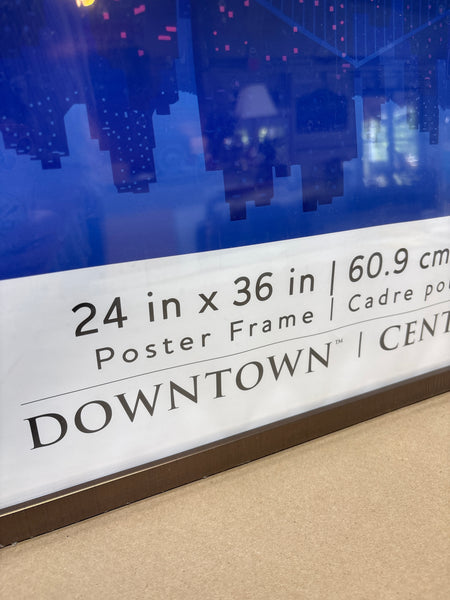 24 in x 36 in | 60.9 cm
Poster Frame | Cadre po
DOWNTOWN™ | CENT